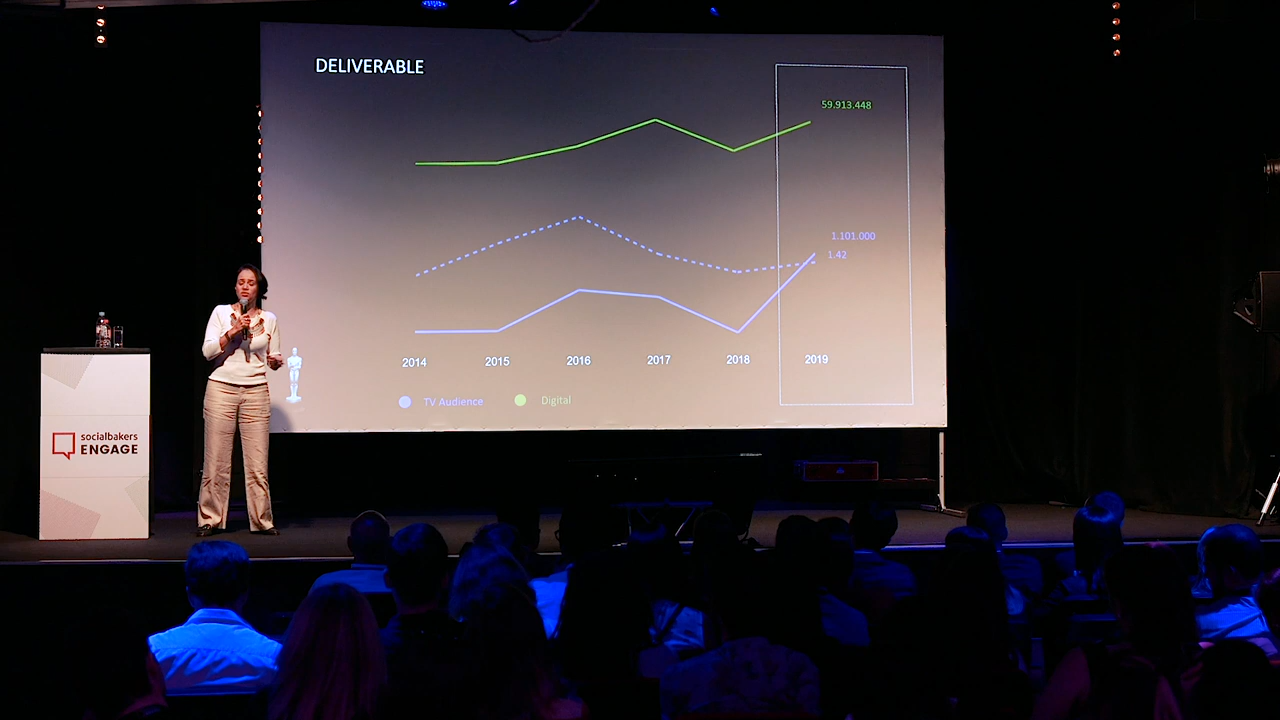 DELIVERABLE
59.913.448
1.101.000
1.42
2014 2015 2016 2017 2018 2019
TV Audience Digital
socialbakers
ENGAGE